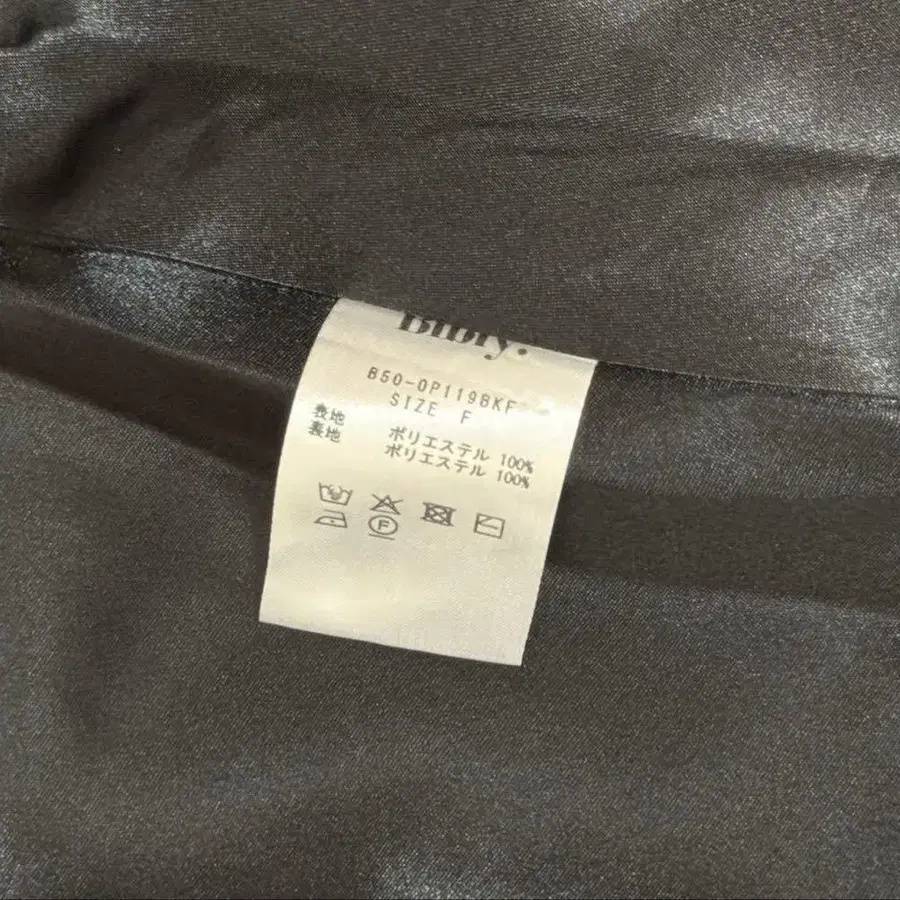 Bibly.
B50-OP119BKF
SIZE F
表地 ポリエステル 100%
表地 ポリエステル 100%
F